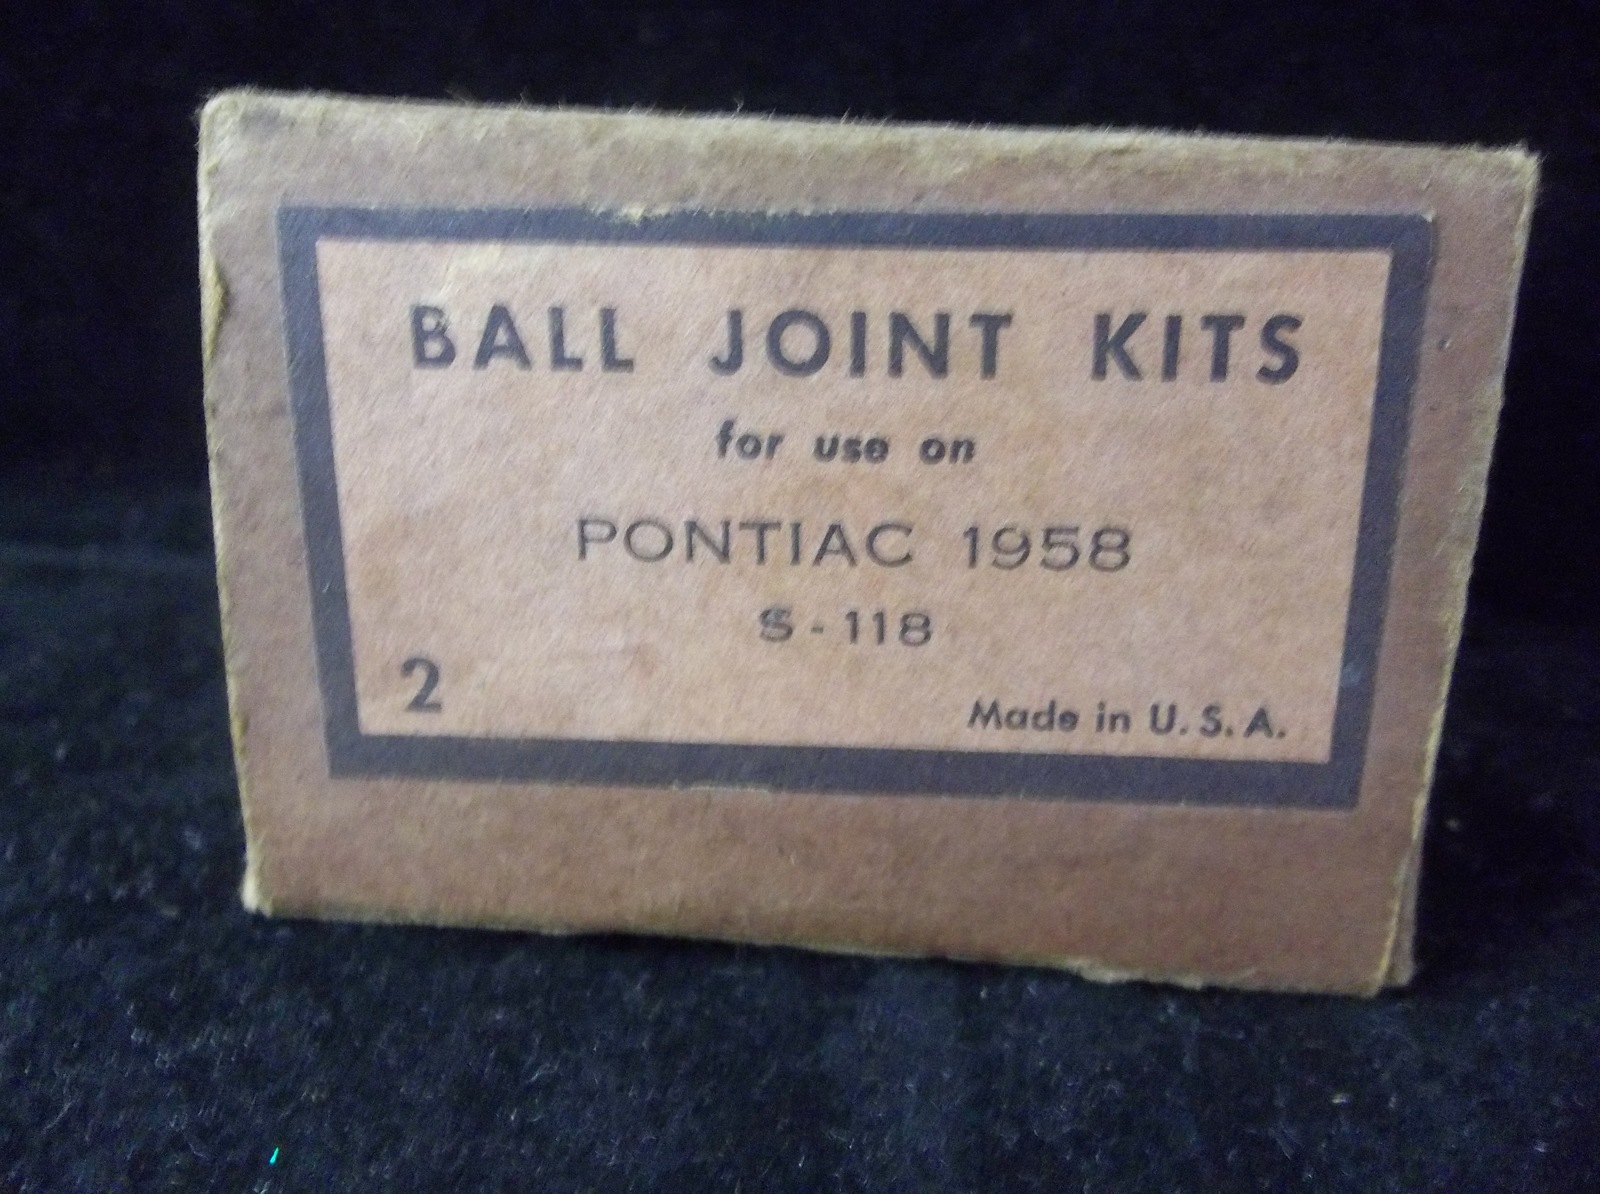 BALL JOINT KITS
for use on
PONTIAC 1958
S-118
2
Made in U.S.A.